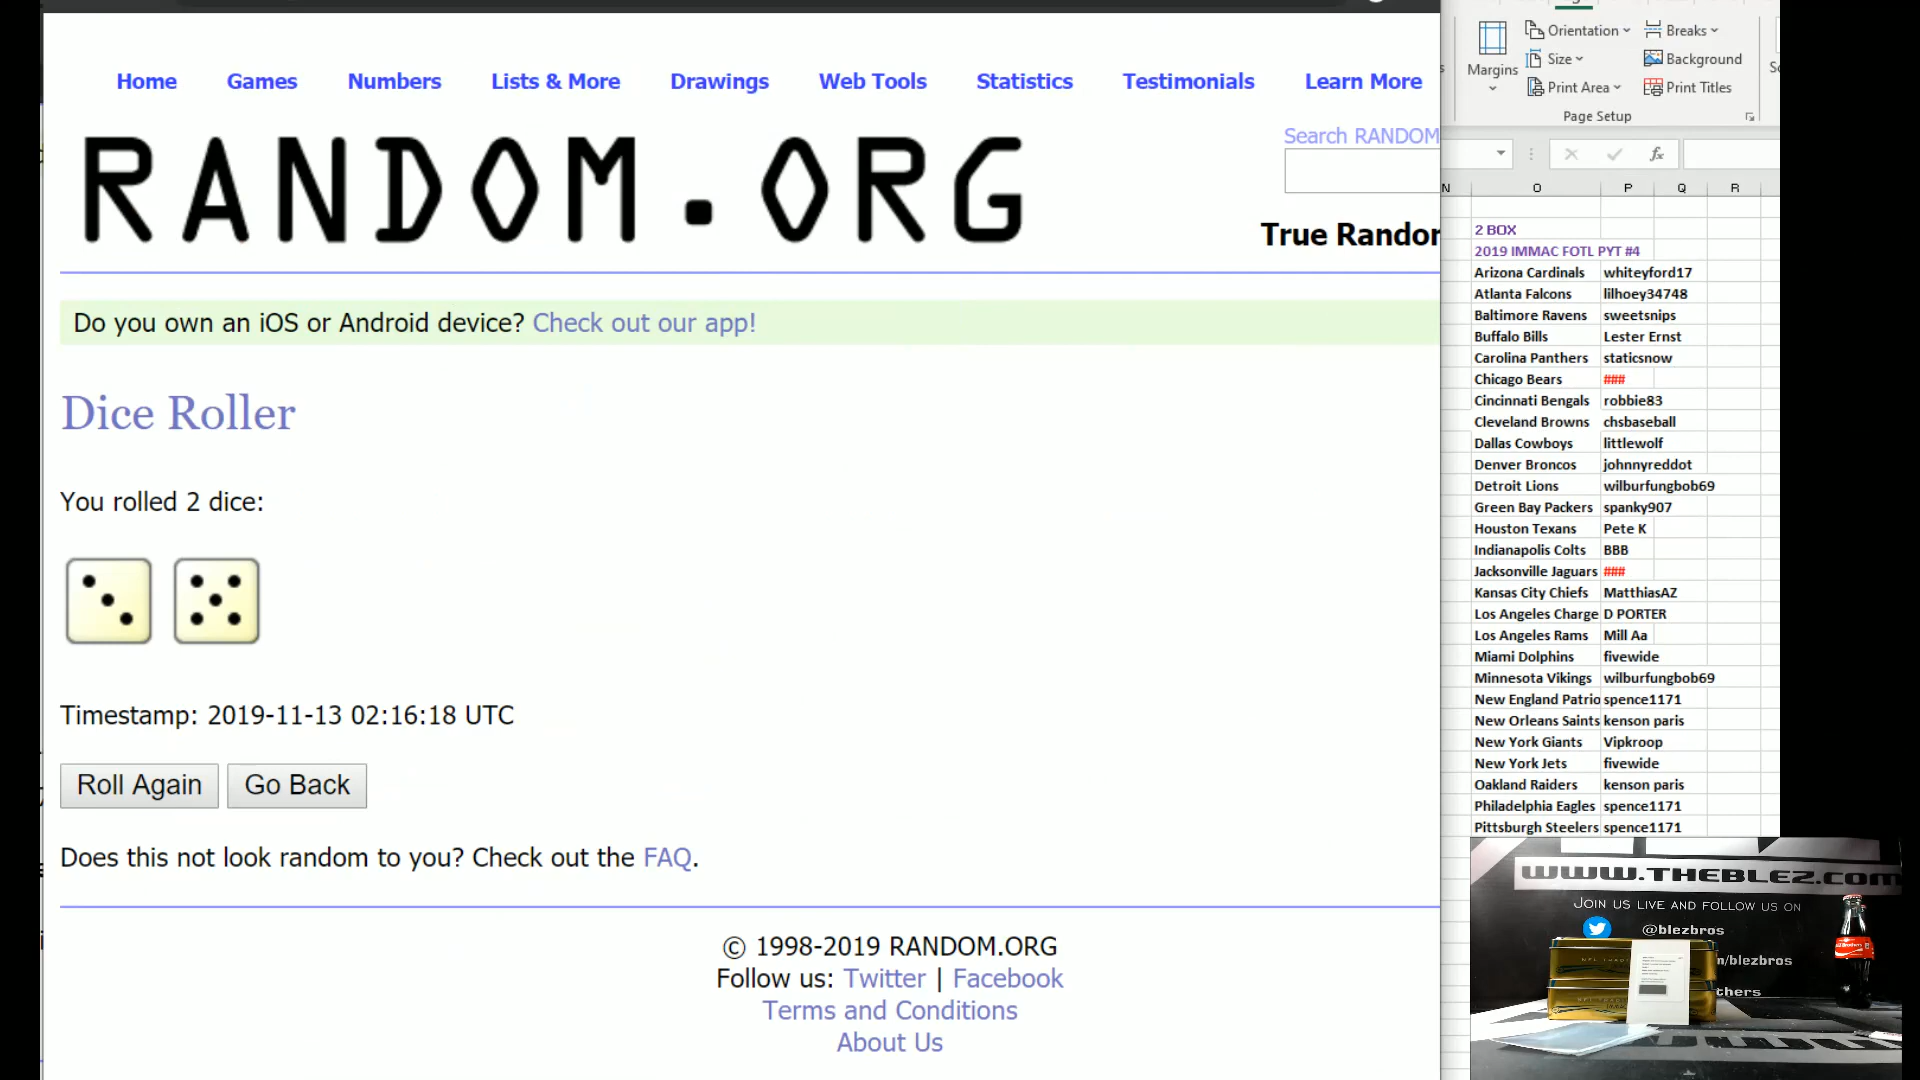 Home Games Numbers Lists & More Drawings Web Tools Statistics Testimonials Learn More
RANDOM.ORG
Search RANDOM
True Random
Do you own an iOS or Android device? Check out our app!
Dice Roller
You rolled 2 dice:
Timestamp: 2019-11-13 02:16:18 UTC
Roll Again Go Back
Does this not look random to you? Check out the FAQ.
© 1998-2019 RANDOM.ORG
Follow us: Twitter | Facebook
Terms and Conditions
About Us
Margins
Orientation Breaks
Size Background
Print Area Print Titles
Page Setup
fx
N O P Q R
2 BOX
2019 IMMAC FOTL PYT #4
Arizona Cardinals whiteyford17
Atlanta Falcons lilhoey34748
Baltimore Ravens sweetsnips
Buffalo Bills Lester Ernst
Carolina Panthers staticsnow
Chicago Bears ###
Cincinnati Bengals robbie83
Cleveland Browns chsbaseball
Dallas Cowboys littlewolf
Denver Broncos johnnyreddot
Detroit Lions wilburfungbob69
Green Bay Packers spanky907
Houston Texans Pete K
Indianapolis Colts BBB
Jacksonville Jaguars ###
Kansas City Chiefs MatthiasAZ
Los Angeles Charge D PORTER
Los Angeles Rams Mill Aa
Miami Dolphins fivewide
Minnesota Vikings wilburfungbob69
New England Patrio spence1171
New Orleans Saints kenson paris
New York Giants Vipkroop
New York Jets fivewide
Oakland Raiders kenson paris
Philadelphia Eagles spence1171
Pittsburgh Steelers spence1171
WWW.THEBLEZ.com
JOIN US LIVE AND FOLLOW US ON
@blezbros
m/blezbros
thers